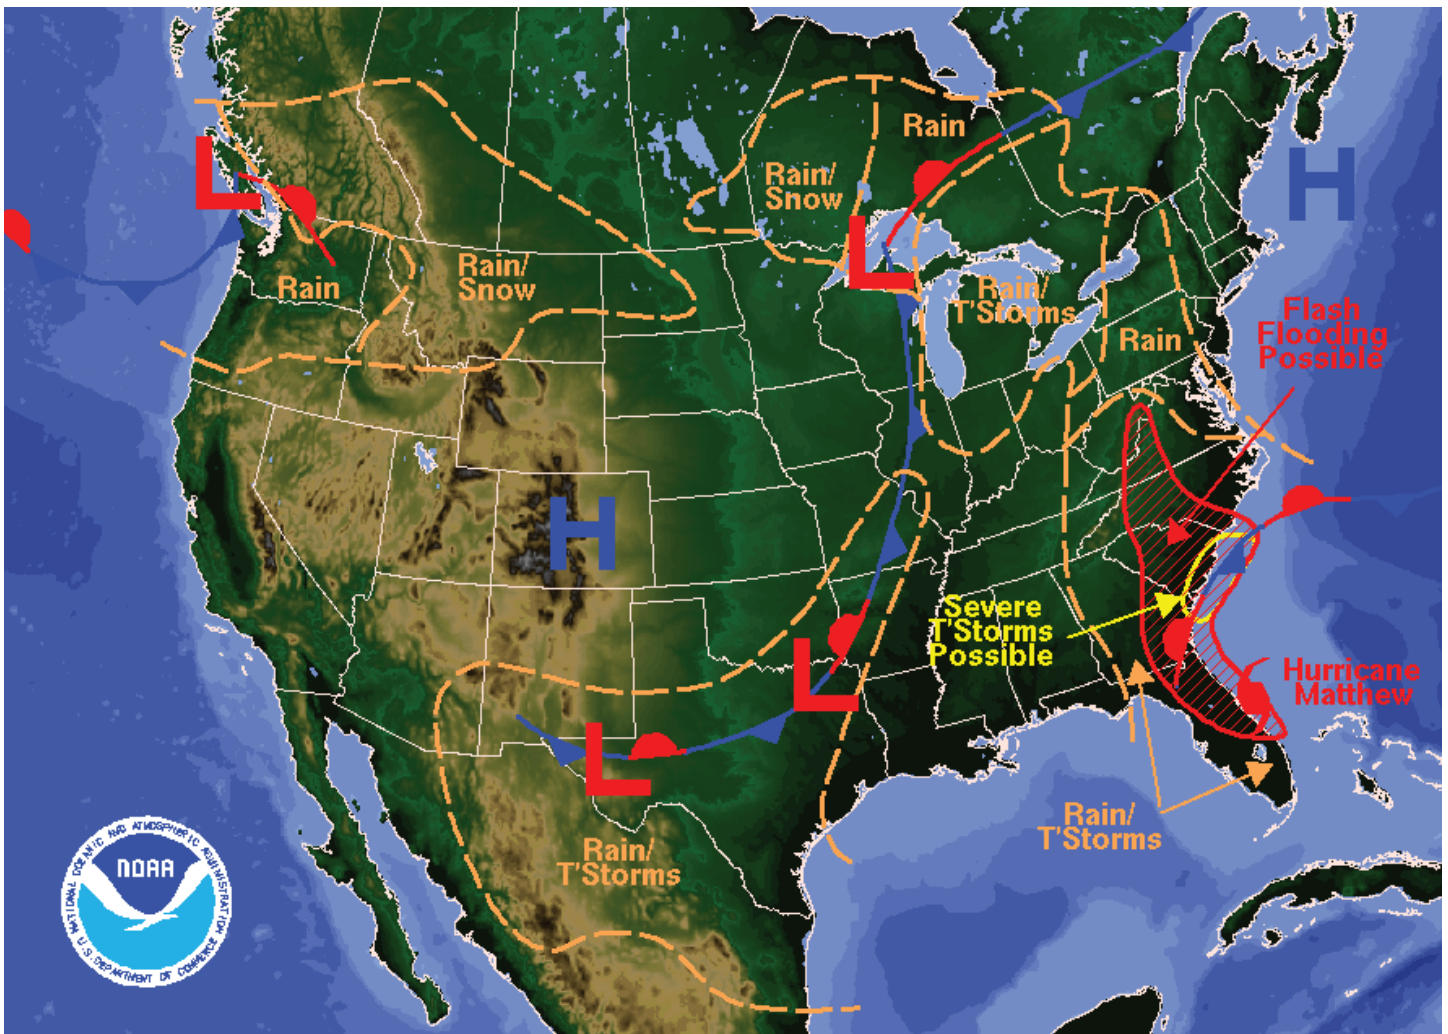 Rain
Rain/
Snow
L
H
L
Rain/
Snow
Rain/
T'Storms
Rain
Flash
Flooding
Possible
Rain
H
Severe
T'Storms
Possible
L
Hurricane
Matthew
L
Rain/
T'Storms
Rain/
T'Storms
NATIONAL OCEANIC AND ATMOSPHERIC ADMINISTRATION
NOAA
U.S. DEPARTMENT OF COMMERCE